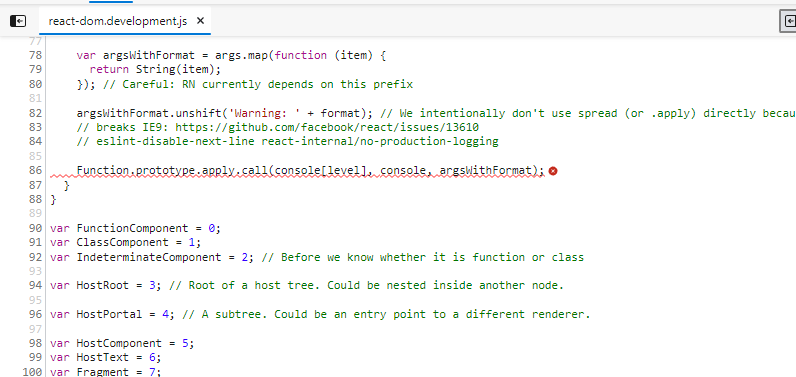 react-dom.development.js ×
77
78 var argsWithFormat = args.map(function (item) {
79 return String(item);
80 }); // Careful: RN currently depends on this prefix
81
82 argsWithFormat.unshift('Warning: ' + format); // We intentionally don't use spread (or .apply) directly becau
83 // breaks IE9: https://github.com/facebook/react/issues/13610
84 // eslint-disable-next-line react-internal/no-production-logging
85
86 Function.prototype.apply.call(console[level], console, argsWithFormat);
87 }
88 }
89
90 var FunctionComponent = 0;
91 var ClassComponent = 1;
92 var IndeterminateComponent = 2; // Before we know whether it is function or class
93
94 var HostRoot = 3; // Root of a host tree. Could be nested inside another node.
95
96 var HostPortal = 4; // A subtree. Could be an entry point to a different renderer.
97
98 var HostComponent = 5;
99 var HostText = 6;
100 var Fragment = 7;